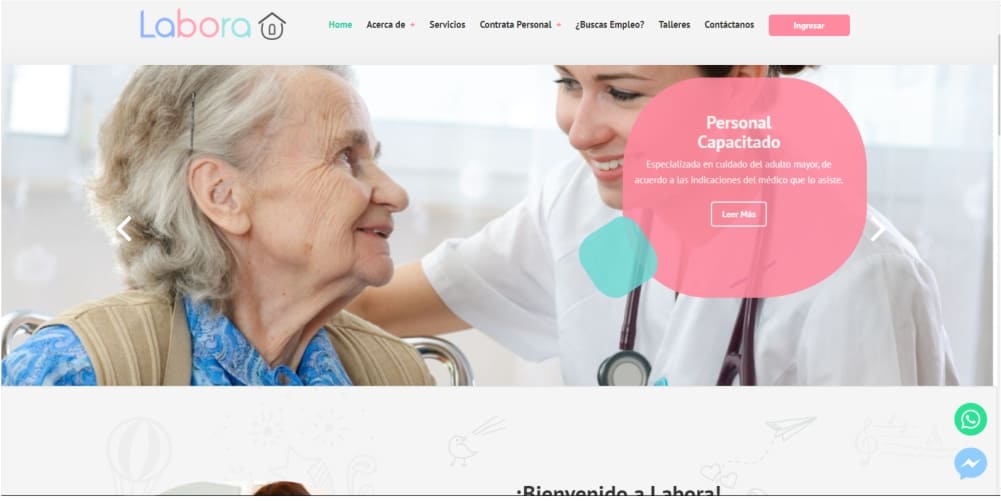 Labora
Home
Acerca de +
Servicios
Contrata Personal +
¿Buscas Empleo?
Talleres
Contáctanos
Ingresar
Personal
Capacitado
Especializada en cuidado del adulto mayor, de
acuerdo a las indicaciones del médico que lo asiste.
Leer Más
¡Bienvenido a Labora!